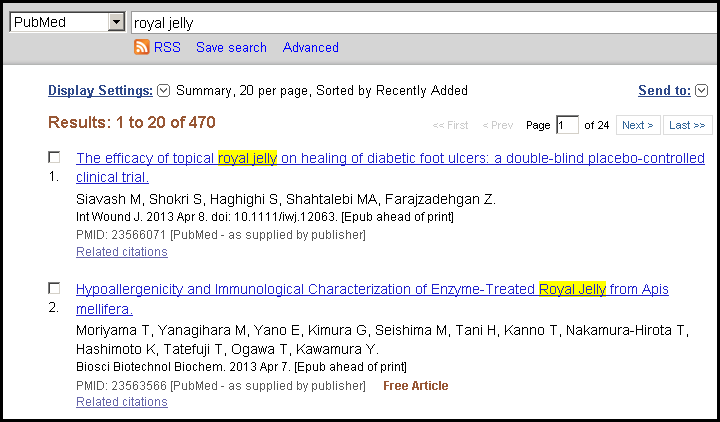 PubMed royal jelly
RSS Save search Advanced
Display Settings: Summary, 20 per page, Sorted by Recently Added Send to:
Results: 1 to 20 of 470 << First < Prev Page 1 of 24 Next > Last >>
The efficacy of topical royal jelly on healing of diabetic foot ulcers: a double-blind placebo-controlled
1. clinical trial.
Siavash M, Shokri S, Haghighi S, Shahtalebi MA, Farajzadehgan Z.
Int Wound J. 2013 Apr 8. doi: 10.1111/iwj.12063. [Epub ahead of print]
PMID: 23566071 [PubMed - as supplied by publisher]
Related citations
Hypoallergenicity and Immunological Characterization of Enzyme-Treated Royal Jelly from Apis
2. mellifera.
Moriyama T, Yanagihara M, Yano E, Kimura G, Seishima M, Tani H, Kanno T, Nakamura-Hirota T,
Hashimoto K, Tatefuji T, Ogawa T, Kawamura Y.
Biosci Biotechnol Biochem. 2013 Apr 7. [Epub ahead of print]
PMID: 23563566 [PubMed - as supplied by publisher] Free Article
Related citations